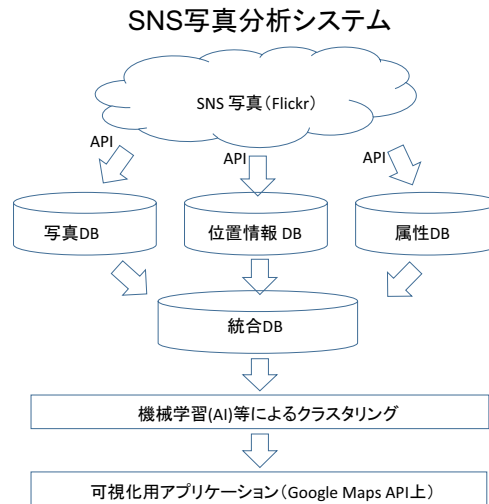 SNS写真分析システム
SNS 写真（Flickr）
API
API
API
写真DB
位置情報 DB
属性DB
統合DB
機械学習(AI)等によるクラスタリング
可視化用アプリケーション（Google Maps API上）